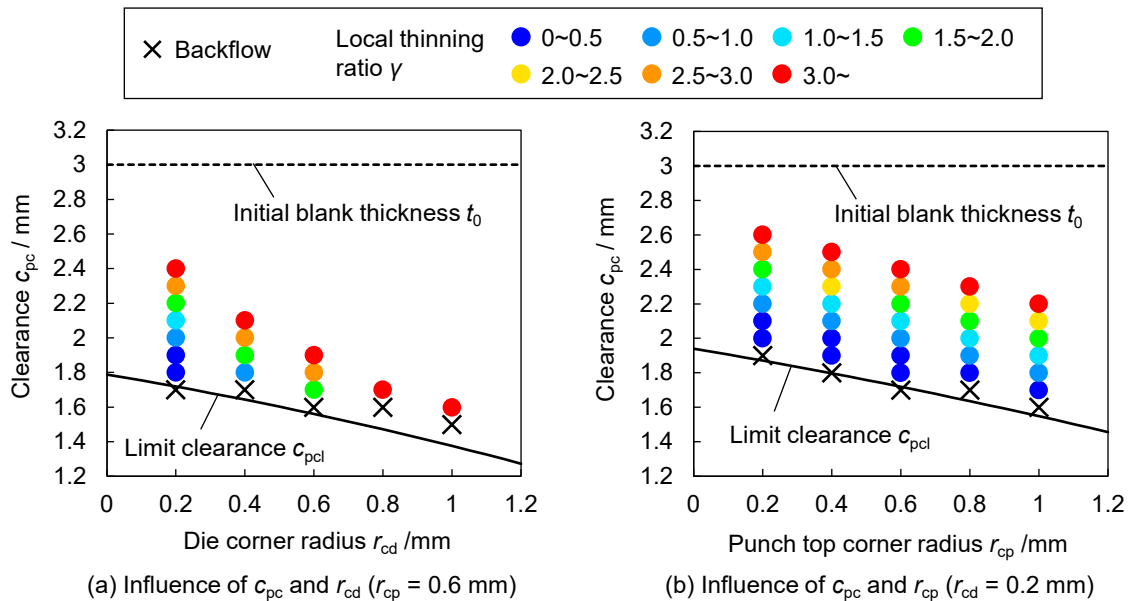 Backflow
Local thinning
ratio γ
0~0.5
0.5~1.0
1.0~1.5
1.5~2.0
2.0~2.5
2.5~3.0
3.0~
Clearance cpc / mm
3.2
3
2.8
2.6
2.4
2.2
2
1.8
1.6
1.4
1.2
Initial blank thickness t0
Limit clearance cpcl
0 0.2 0.4 0.6 0.8 1 1.2
Die corner radius rcd /mm
(a) Influence of cpc and rcd (rcp = 0.6 mm)
Clearance cpc / mm
3.2
3
2.8
2.6
2.4
2.2
2
1.8
1.6
1.4
1.2
Initial blank thickness t0
Limit clearance cpcl
0 0.2 0.4 0.6 0.8 1 1.2
Punch top corner radius rcp /mm
(b) Influence of cpc and rcp (rcd = 0.2 mm)